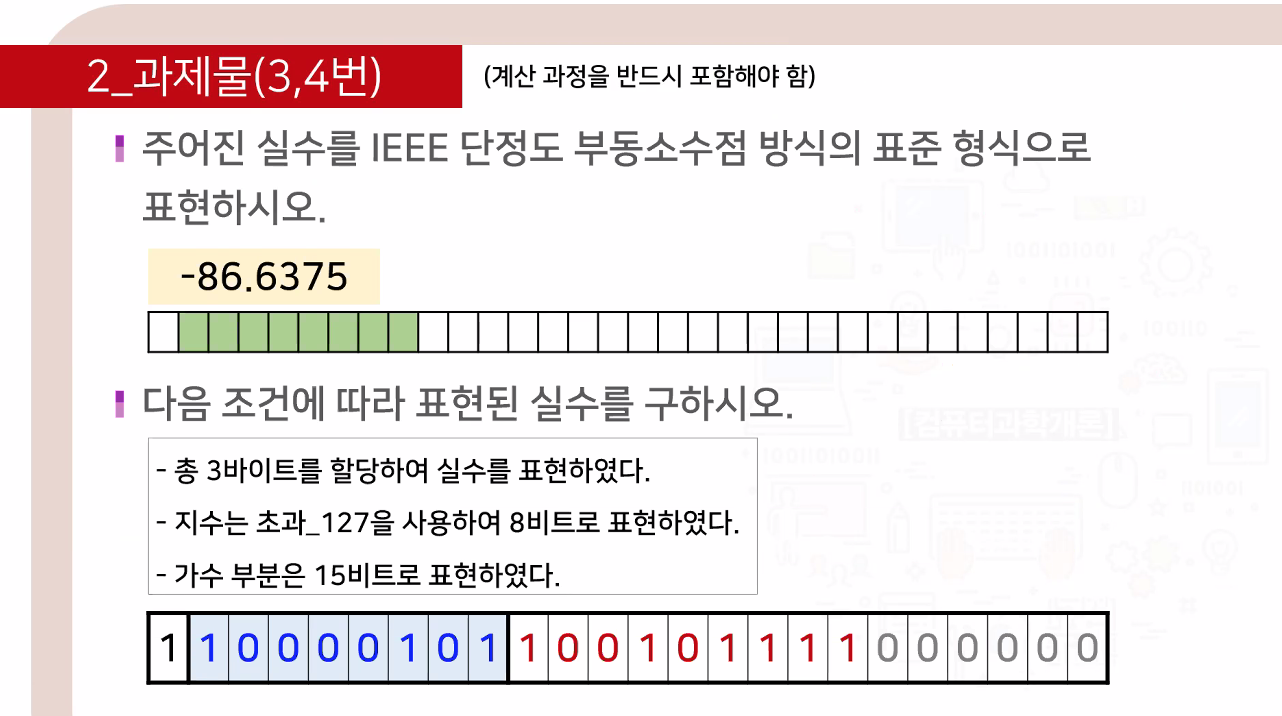 2_과제물(3,4번)
(계산 과정을 반드시 포함해야 함)
주어진 실수를 IEEE 단정도 부동소수점 방식의 표준 형식으로
표현하시오.
-86.6375
다음 조건에 따라 표현된 실수를 구하시오.
- 총 3바이트를 할당하여 실수를 표현하였다.
- 지수는 초과_127을 사용하여 8비트로 표현하였다.
- 가수 부분은 15비트로 표현하였다.
1 1 0 0 0 0 1 0 1 1 0 0 1 0 1 1 1 1 0 0 0 0 0 0
[컴퓨터과학개론]